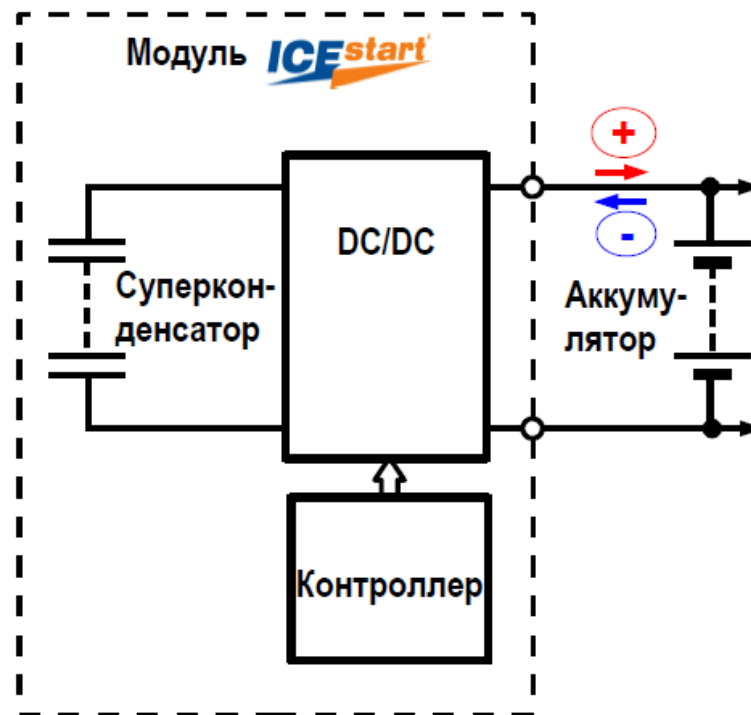 Модуль ICEstart
+
DC/DC
-
Суперкон-
денсатор
Аккуму-
лятор
Контроллер